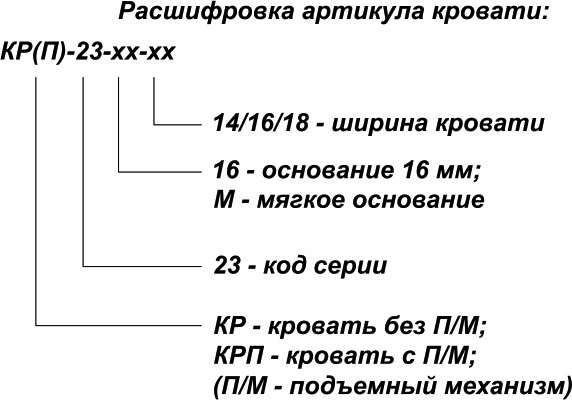 Расшифровка артикула кровати:
КР(П)-23-хх-хх
14/16/18 - ширина кровати
16 - основание 16 мм;
М - мягкое основание
23 - код серии
КР - кровать без П/М;
КРП - кровать с П/М;
(П/М - подъемный механизм)